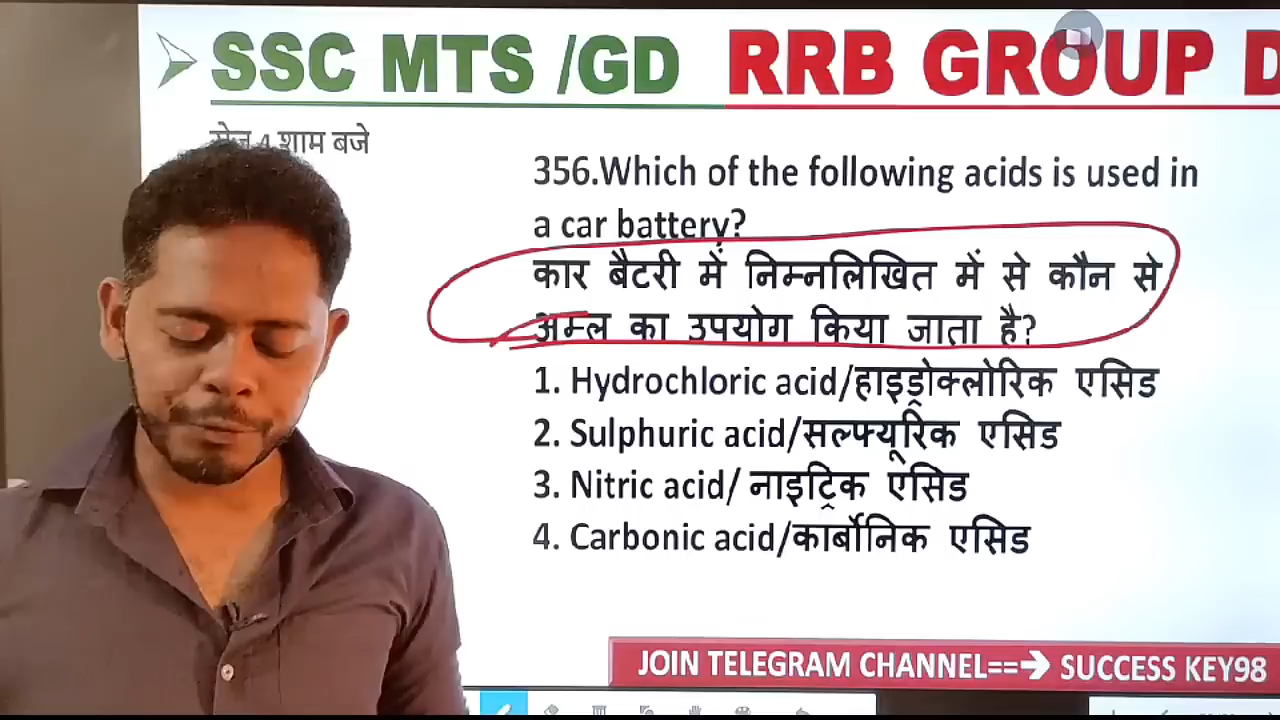 SSC MTS /GD RRB GROUP D
रोज 4 शाम बजे
356.Which of the following acids is used in
a car battery?
कार बैटरी में निम्नलिखित में से कौन से
अम्ल का उपयोग किया जाता है?
1. Hydrochloric acid/हाइड्रोक्लोरिक एसिड
2. Sulphuric acid/सल्फ्यूरिक एसिड
3. Nitric acid/ नाइट्रिक एसिड
4. Carbonic acid/कार्बोनिक एसिड
JOIN TELEGRAM CHANNEL==➔ SUCCESS KEY98